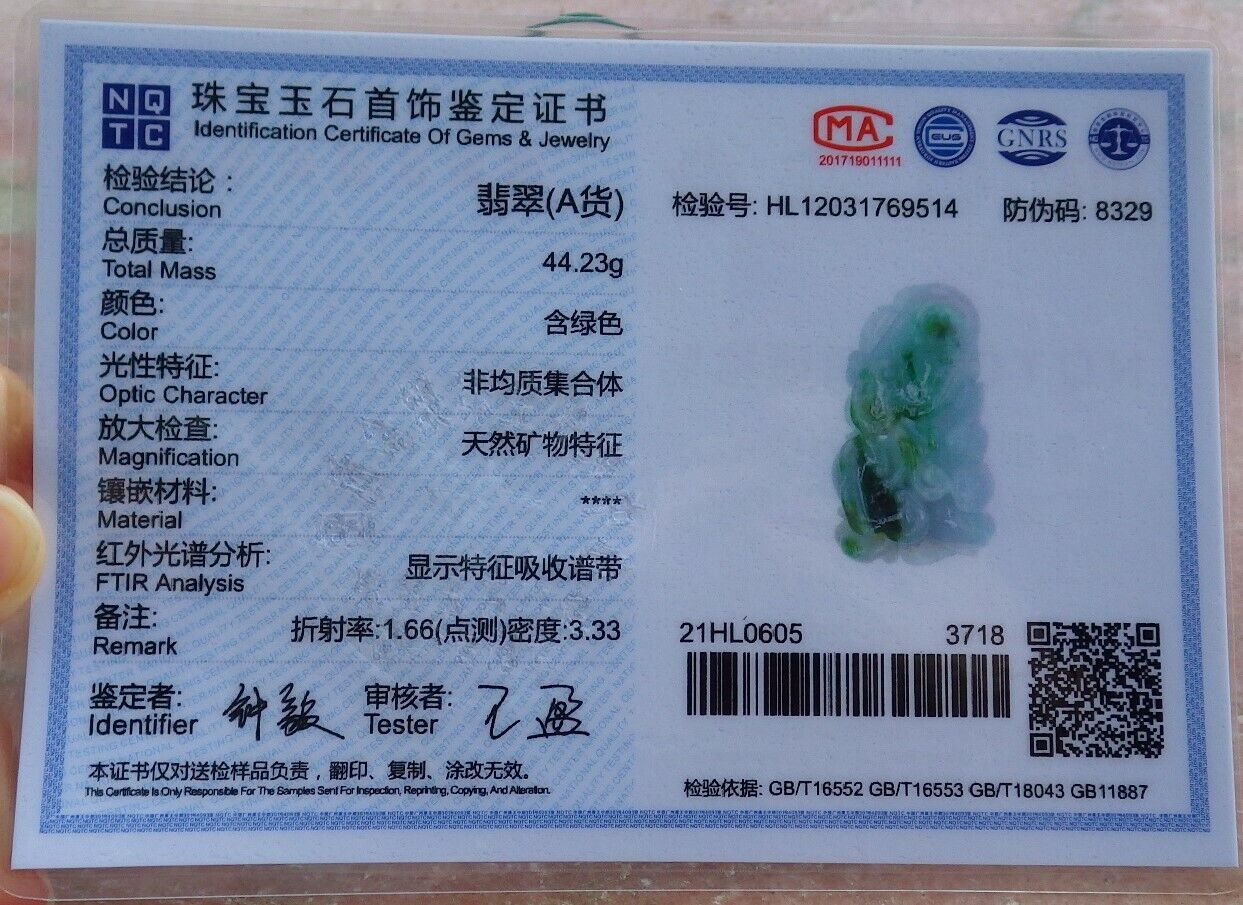 NQ
TC
珠宝玉石首饰鉴定证书
Identification Certificate Of Gems & Jewelry
检验结论：
Conclusion
翡翠(A货)
总质量:
Total Mass
44.23g
颜色:
Color
含绿色
光性特征:
Optic Character
非均质集合体
放大检查:
Magnification
天然矿物特征
镶嵌材料:
Material
****
红外光谱分析:
FTIR Analysis
显示特征吸收谱带
备注:
Remark
折射率:1.66(点测)密度:3.33
鉴定者:
Identifier
审核者:
Tester
本证书仅对送检样品负责，翻印、复制、涂改无效。
This Certificate Is Only Responsible For The Samples Sent For Inspection, Reprinting, Copying, And Alteration.
MA
201719011111
GNRS
检验号: HL12031769514
防伪码: 8329
21HL0605
3718
检验依据: GB/T16552 GB/T16553 GB/T18043 GB11887